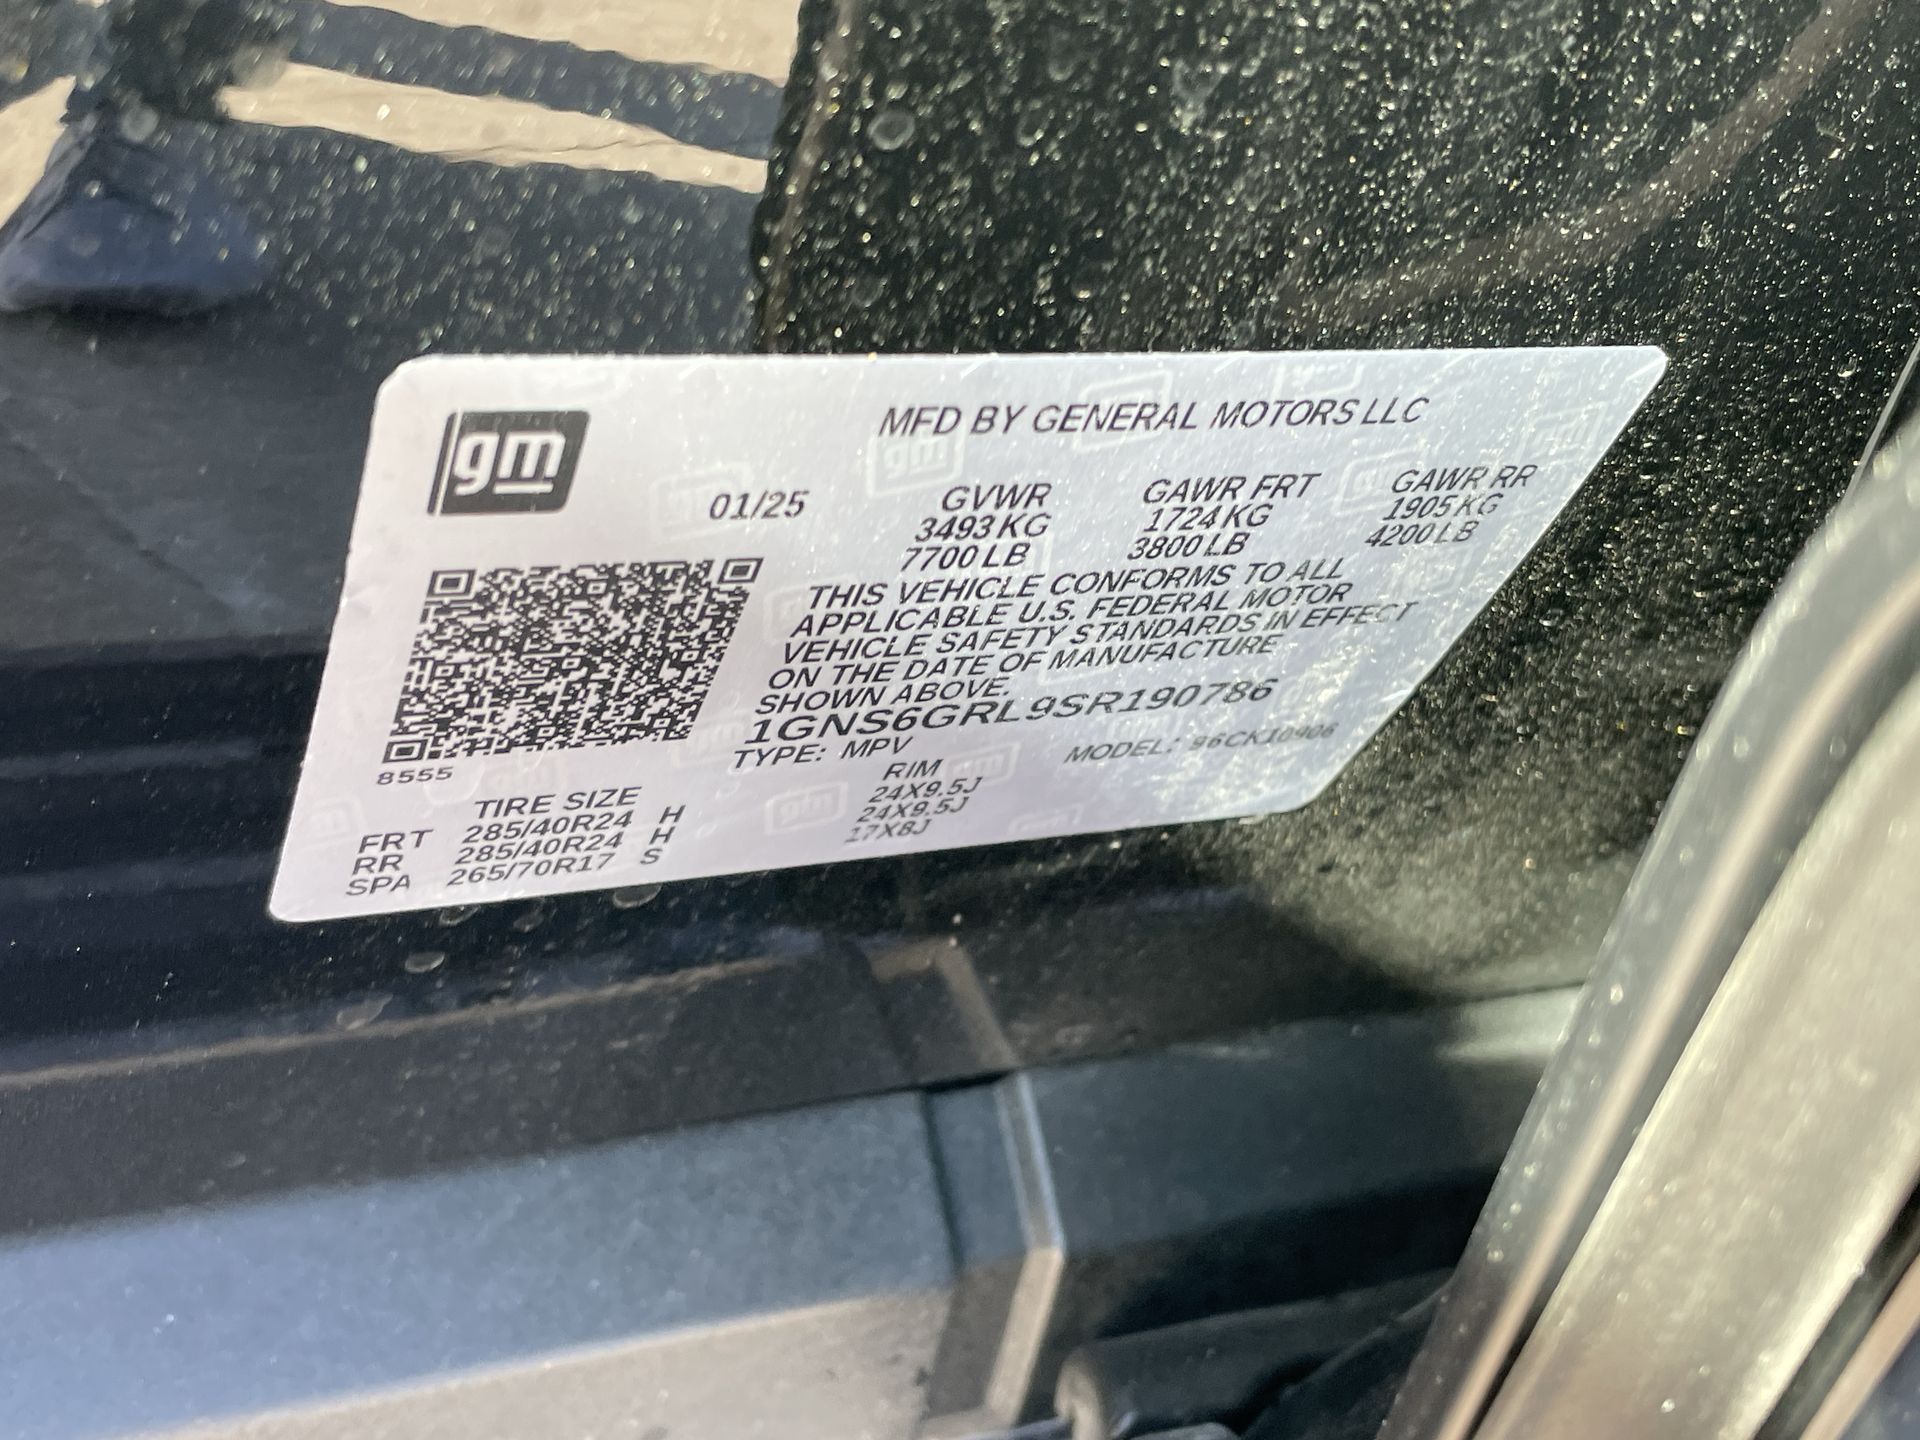 gm
MFD BY GENERAL MOTORS LLC
01/25
GVWR GAWR FRT GAWR RR
3493 KG 1724 KG 1905 KG
7700 LB 3800 LB 4200 LB
THIS VEHICLE CONFORMS TO ALL
APPLICABLE U.S. FEDERAL MOTOR
VEHICLE SAFETY STANDARDS IN EFFECT
ON THE DATE OF MANUFACTURE
SHOWN ABOVE.
1GNS6GRL9SR190786
TYPE: MPV MODEL:
8555
TIRE SIZE RIM
FRT 285/40R24 H 24X9.5J
RR 285/40R24 H 24X9.5J
SPA 265/70R17 S 17X8J